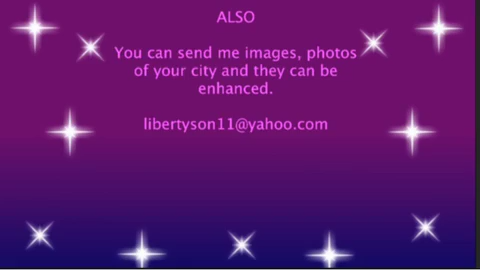 ALSO
You can send me images, photos
of your city and they can be
enhanced.
libertyson11@yahoo.com